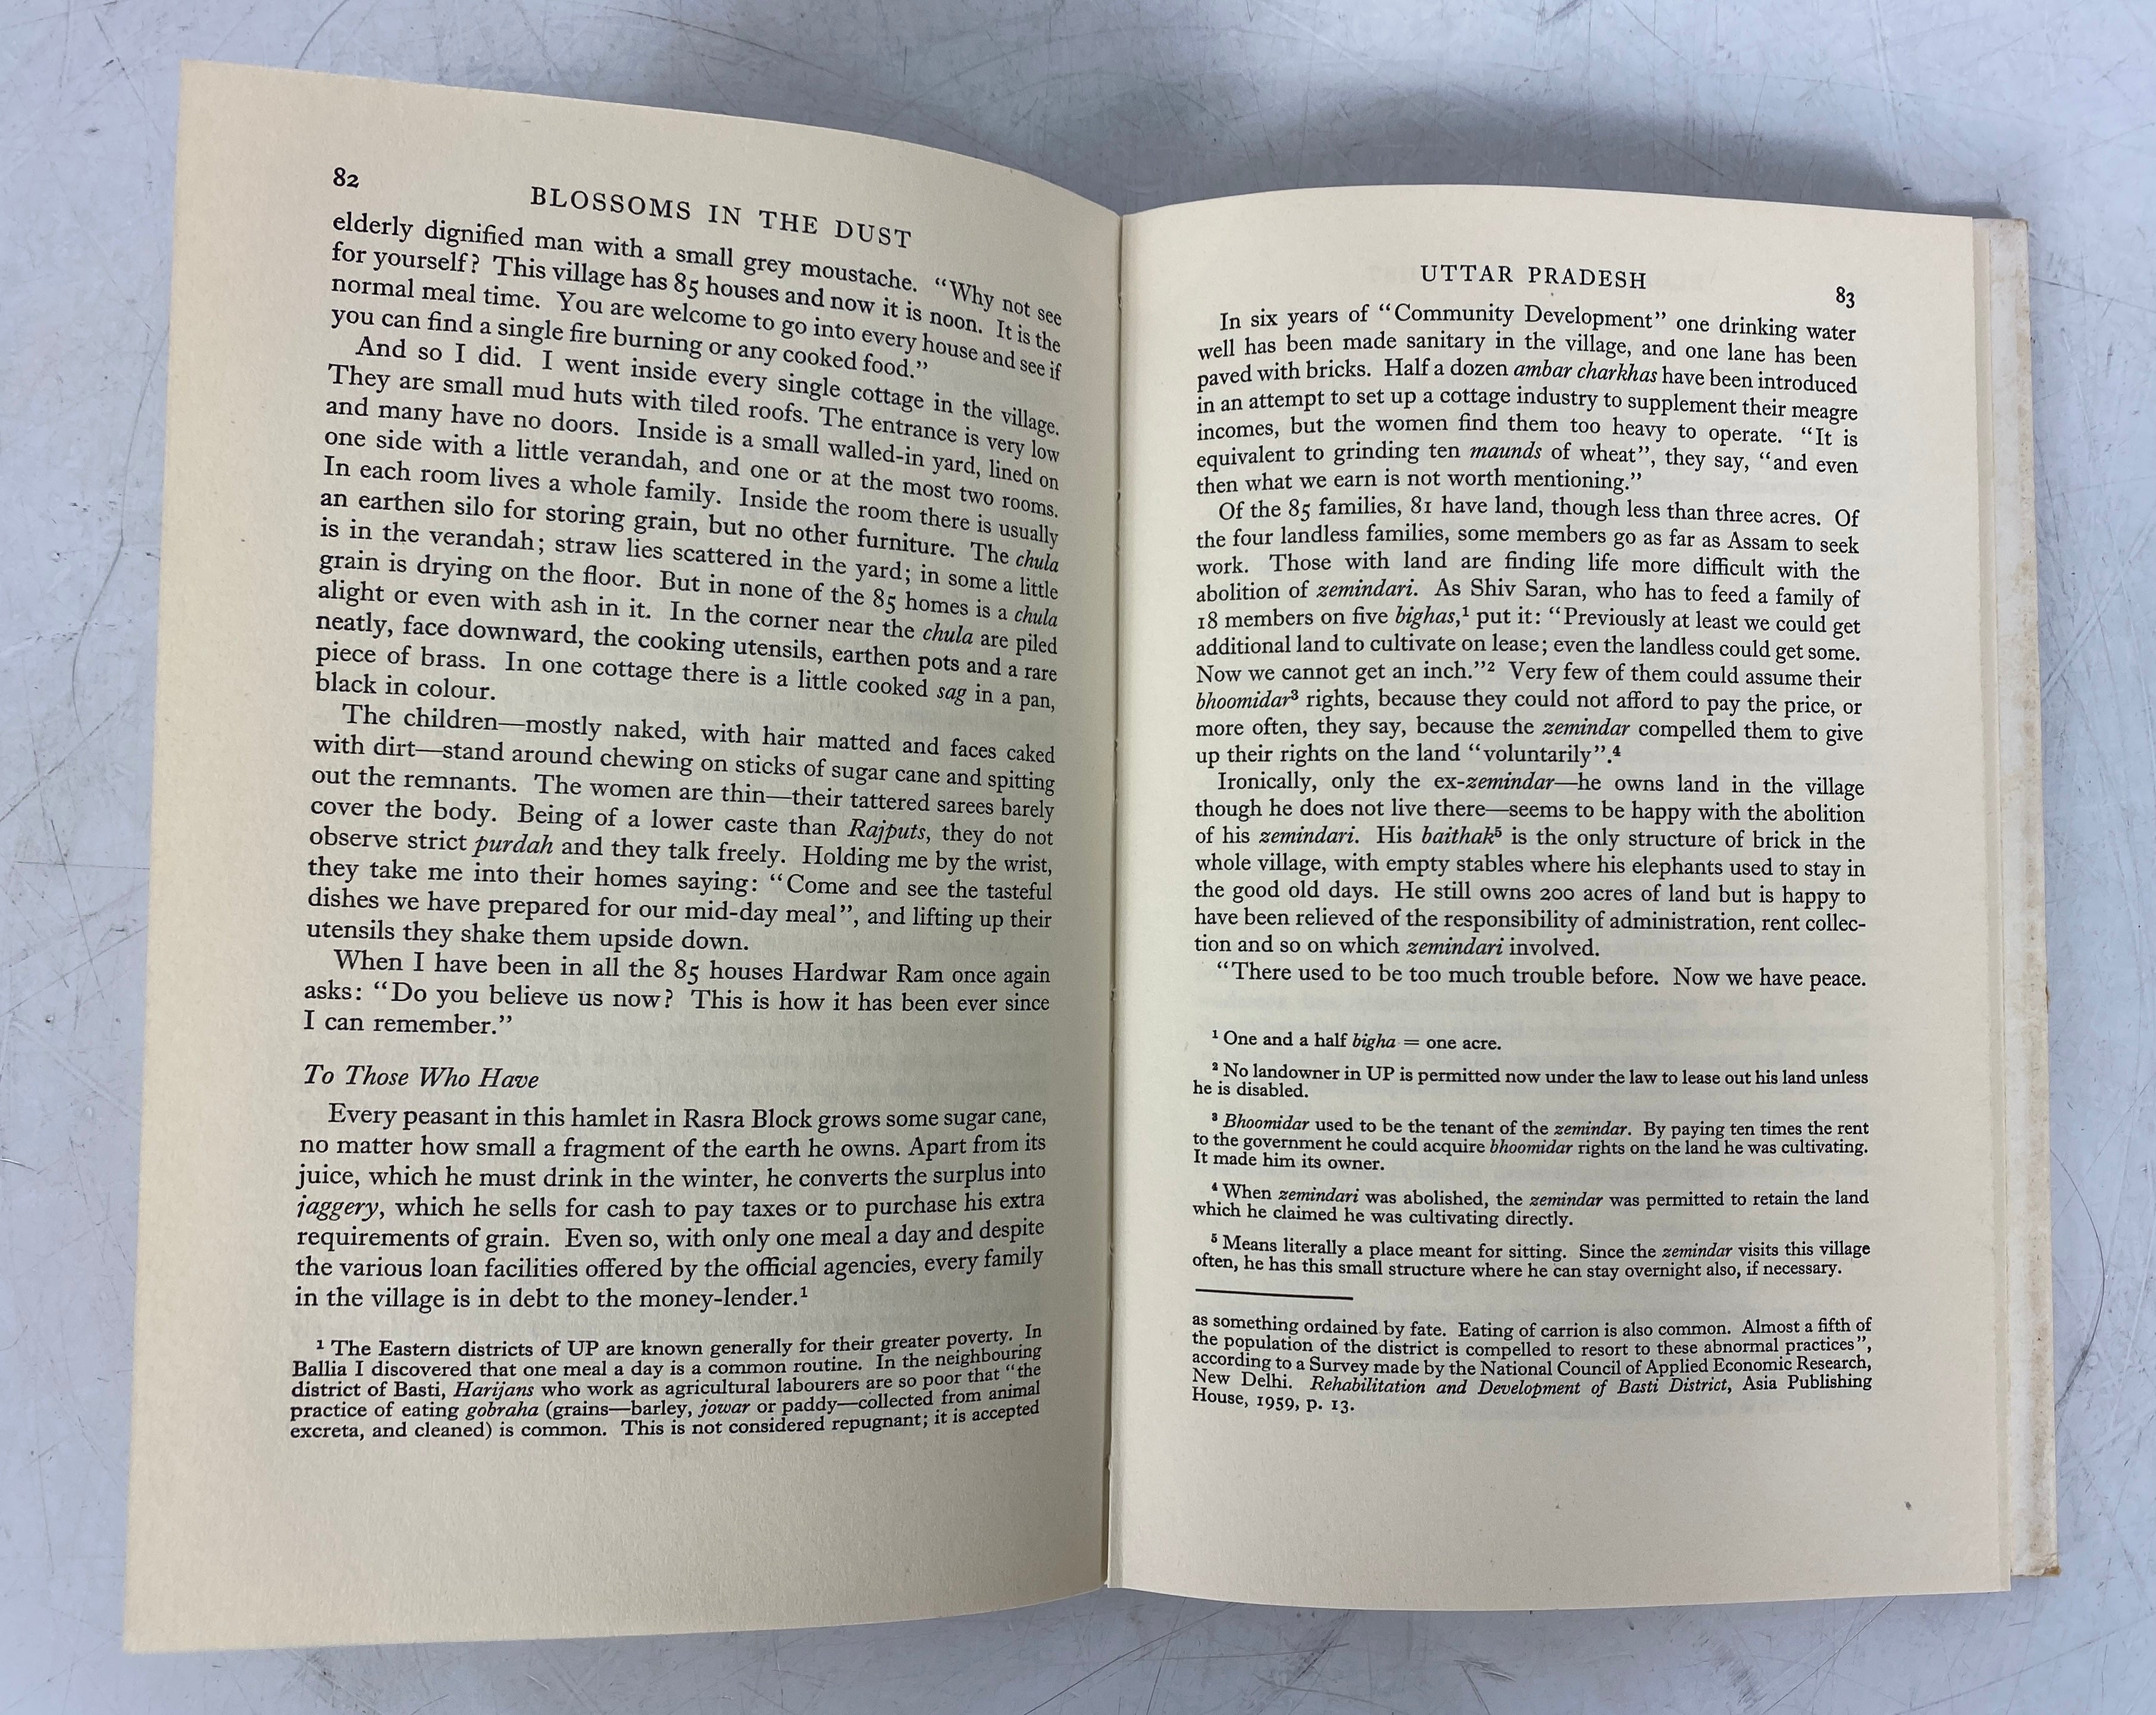 82
BLOSSOMS IN THE DUST
elderly dignified man with a small grey moustache. “Why not see
for yourself? This village has 85 houses and now it is noon. It is the
normal meal time. You are welcome to go into every house and see if
you can find a single fire burning or any cooked food.”
And so I did. I went inside every single cottage in the village.
They are small mud huts with tiled roofs. The entrance is very low
and many have no doors. Inside is a small walled-in yard, lined on
one side with a little verandah, and one or at the most two rooms.
In each room lives a whole family. Inside the room there is usually
an earthen silo for storing grain, but no other furniture. The chula
is in the verandah; straw lies scattered in the yard; in some a little
grain is drying on the floor. But in none of the 85 homes is a chula
alight or even with ash in it. In the corner near the chula are piled
neatly, face downward, the cooking utensils, earthen pots and a rare
piece of brass. In one cottage there is a little cooked sag in a pan,
black in colour.
The children—mostly naked, with hair matted and faces caked
with dirt—stand around chewing on sticks of sugar cane and spitting
out the remnants. The women are thin—their tattered sarees barely
cover the body. Being of a lower caste than Rajputs, they do not
observe strict purdah and they talk freely. Holding me by the wrist,
they take me into their homes saying: “Come and see the tasteful
dishes we have prepared for our mid-day meal”, and lifting up their
utensils they shake them upside down.
When I have been in all the 85 houses Hardwar Ram once again
asks: “Do you believe us now? This is how it has been ever since
I can remember.”
To Those Who Have
Every peasant in this hamlet in Rasra Block grows some sugar cane,
no matter how small a fragment of the earth he owns. Apart from its
juice, which he must drink in the winter, he converts the surplus into
jaggery, which he sells for cash to pay taxes or to purchase his extra
requirements of grain. Even so, with only one meal a day and despite
the various loan facilities offered by the official agencies, every family
in the village is in debt to the money-lender.¹
¹ The Eastern districts of UP are known generally for their greater poverty. In
Ballia I discovered that one meal a day is a common routine. In the neighbouring
district of Basti, Harijans who work as agricultural labourers are so poor that “the
practice of eating gobraha (grains—barley, jowar or paddy—collected from animal
excreta, and cleaned) is common. This is not considered repugnant; it is accepted
UTTAR PRADESH
83
In six years of “Community Development” one drinking water
well has been made sanitary in the village, and one lane has been
paved with bricks. Half a dozen ambar charkhas have been introduced
in an attempt to set up a cottage industry to supplement their meagre
incomes, but the women find them too heavy to operate. “It is
equivalent to grinding ten maunds of wheat”, they say, “and even
then what we earn is not worth mentioning.”
Of the 85 families, 81 have land, though less than three acres. Of
the four landless families, some members go as far as Assam to seek
work. Those with land are finding life more difficult with the
abolition of zemindari. As Shiv Saran, who has to feed a family of
18 members on five bighas,¹ put it: “Previously at least we could get
additional land to cultivate on lease; even the landless could get some.
Now we cannot get an inch.”² Very few of them could assume their
bhoomidar³ rights, because they could not afford to pay the price, or
more often, they say, because the zemindar compelled them to give
up their rights on the land “voluntarily”.⁴
Ironically, only the ex-zemindar—he owns land in the village
though he does not live there—seems to be happy with the abolition
of his zemindari. His baithak⁵ is the only structure of brick in the
whole village, with empty stables where his elephants used to stay in
the good old days. He still owns 200 acres of land but is happy to
have been relieved of the responsibility of administration, rent collec-
tion and so on which zemindari involved.
“There used to be too much trouble before. Now we have peace.
¹ One and a half bigha = one acre.
² No landowner in UP is permitted now under the law to lease out his land unless
he is disabled.
³ Bhoomidar used to be the tenant of the zemindar. By paying ten times the rent
to the government he could acquire bhoomidar rights on the land he was cultivating.
It made him its owner.
⁴ When zemindari was abolished, the zemindar was permitted to retain the land
which he claimed he was cultivating directly.
⁵ Means literally a place meant for sitting. Since the zemindar visits this village
often, he has this small structure where he can stay overnight also, if necessary.
as something ordained by fate. Eating of carrion is also common. Almost a fifth of
the population of the district is compelled to resort to these abnormal practices”,
according to a Survey made by the National Council of Applied Economic Research,
New Delhi. Rehabilitation and Development of Basti District, Asia Publishing
House, 1959, p. 13.